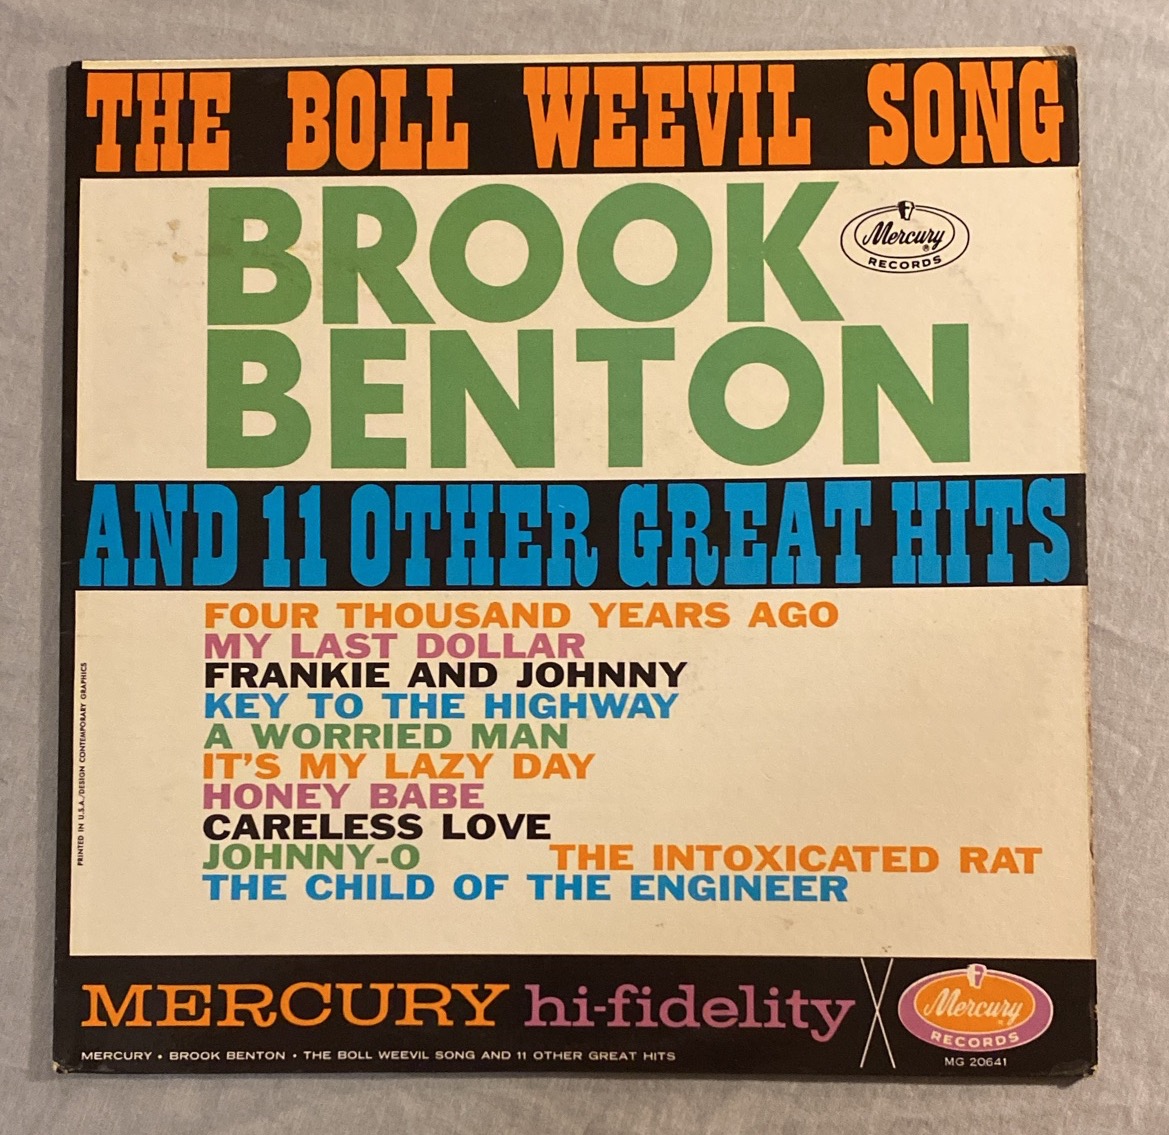 THE BOLL WEEVIL SONG
BROOK
Mercury
®
RECORDS
BENTON
AND 11 OTHER GREAT HITS
FOUR THOUSAND YEARS AGO
MY LAST DOLLAR
FRANKIE AND JOHNNY
KEY TO THE HIGHWAY
A WORRIED MAN
IT'S MY LAZY DAY
HONEY BABE
CARELESS LOVE
JOHNNY-O THE INTOXICATED RAT
THE CHILD OF THE ENGINEER
PRINTED IN U.S.A./DESIGN CONTEMPORARY GRAPHICS
MERCURY hi-fidelity
Mercury
®
RECORDS
MERCURY • BROOK BENTON • THE BOLL WEEVIL SONG AND 11 OTHER GREAT HITS
MG 20641